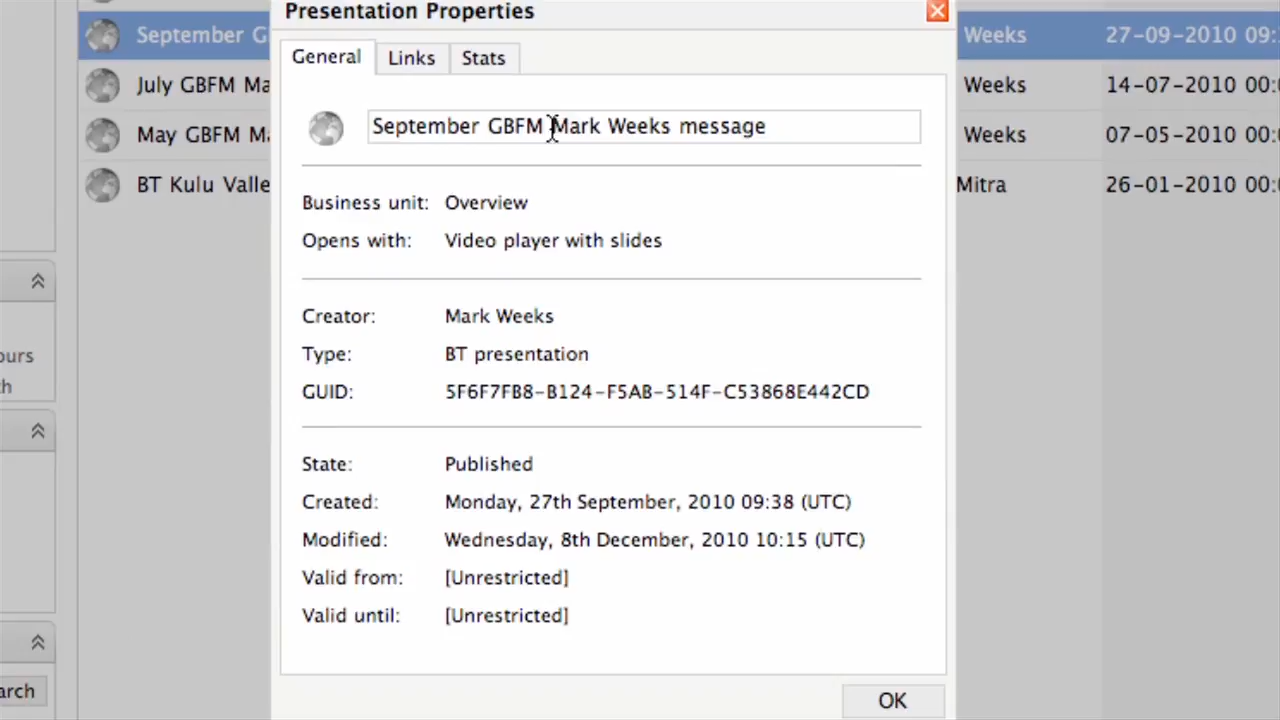 Presentation Properties
September G
Weeks
27-09-2010 09:
General
Links
Stats
July GBFM Ma
Weeks
14-07-2010 00:
September GBFM Mark Weeks message
May GBFM Ma
Weeks
07-05-2010 00:
BT Kulu Valle
Mitra
26-01-2010 00:
Business unit: Overview
Opens with: Video player with slides
Creator: Mark Weeks
Type: BT presentation
ours
GUID: 5F6F7FB8-B124-F5AB-514F-C53868E442CD
h
State: Published
Created: Monday, 27th September, 2010 09:38 (UTC)
Modified: Wednesday, 8th December, 2010 10:15 (UTC)
Valid from: [Unrestricted]
Valid until: [Unrestricted]
arch
OK